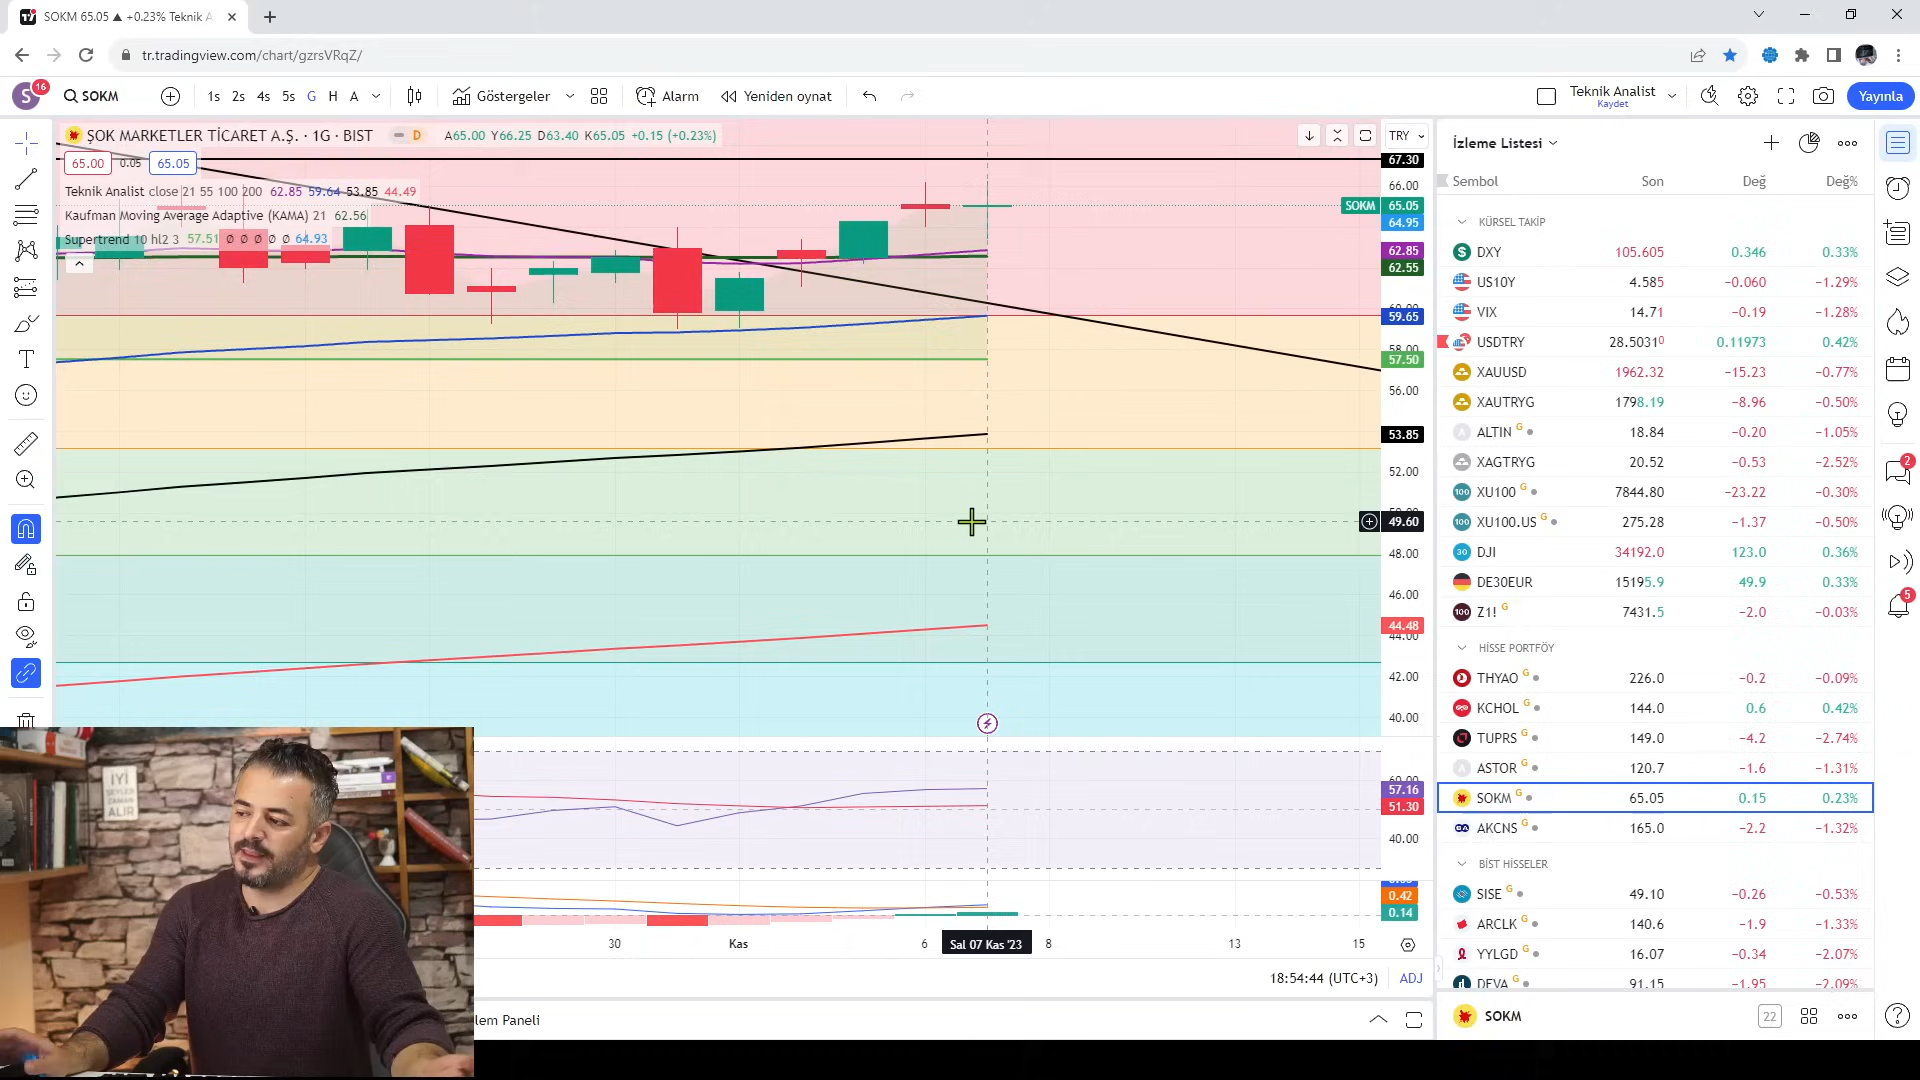 SOKM 65.05 ▲ +0.23% Teknik A
tr.tradingview.com/chart/gzrsVRqZ/
S 16 SOKM 1s 2s 4s 5s G H A Göstergeler Alarm Yeniden oynat Teknik Analist Kaydet Yayınla
ŞOK MARKETLER TİCARET A.Ş. · 1G · BIST D A65.00 Y66.25 D63.40 K65.05 +0.15 (+0.23%) TRY
65.00 0.05 65.05
Teknik Analist close 21 55 100 200 62.85 59.64 53.85 44.49
Kaufman Moving Average Adaptive (KAMA) 21 62.56
Supertrend 10 hl2 3 57.51 ∅ ∅ ∅ ∅ ∅ 64.93
67.30
66.00
SOKM 65.05
64.95
62.85
62.55
60.00
59.65
58.00
57.50
56.00
53.85
52.00
49.60
48.00
46.00
44.48
44.00
42.00
40.00
57.16
51.30
40.00
0.42
0.14
30 Kas 6 Sal 07 Kas '23 8 13 15
18:54:44 (UTC+3) ADJ
lem Paneli
İYİ
ŞEYLER
ZAMAN
ALIR
İzleme Listesi
Sembol Son Değ Değ%
KÜRSEL TAKİP
DXY 105.605 0.346 0.33%
US10Y 4.585 −0.060 −1.29%
VIX 14.71 −0.19 −1.28%
USDTRY 28.5031⁰ 0.11973 0.42%
XAUUSD 1962.32 −15.23 −0.77%
XAUTRYG 1798.19 −8.96 −0.50%
ALTIN G 18.84 −0.20 −1.05%
XAGTRYG 20.52 −0.53 −2.52%
100 XU100 G 7844.80 −23.22 −0.30%
100 XU100.US G 275.28 −1.37 −0.50%
30 DJI 34192.0 123.0 0.36%
DE30EUR 15195.9 49.9 0.33%
100 Z1! G 7431.5 −2.0 −0.03%
HİSSE PORTFÖY
THYAO G 226.0 −0.2 −0.09%
KCHOL G 144.0 0.6 0.42%
TUPRS G 149.0 −4.2 −2.74%
ASTOR G 120.7 −1.6 −1.31%
SOKM G 65.05 0.15 0.23%
AKCNS G 165.0 −2.2 −1.32%
BİST HİSSELER
SISE G 49.10 −0.26 −0.53%
ARCLK G 140.6 −1.9 −1.33%
YYLGD G 16.07 −0.34 −2.07%
DEVA G 91.15 −1.95 −2.09%
SOKM 22
2
5